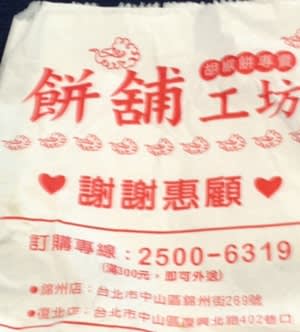 胡椒餅專賣
餅舖工坊
謝謝惠顧
訂購專線：2500-6319
(滿300元，即可外送)
●錦州店：台北市中山區錦州街269號
●復北店：台北市中山區復興北路402巷口